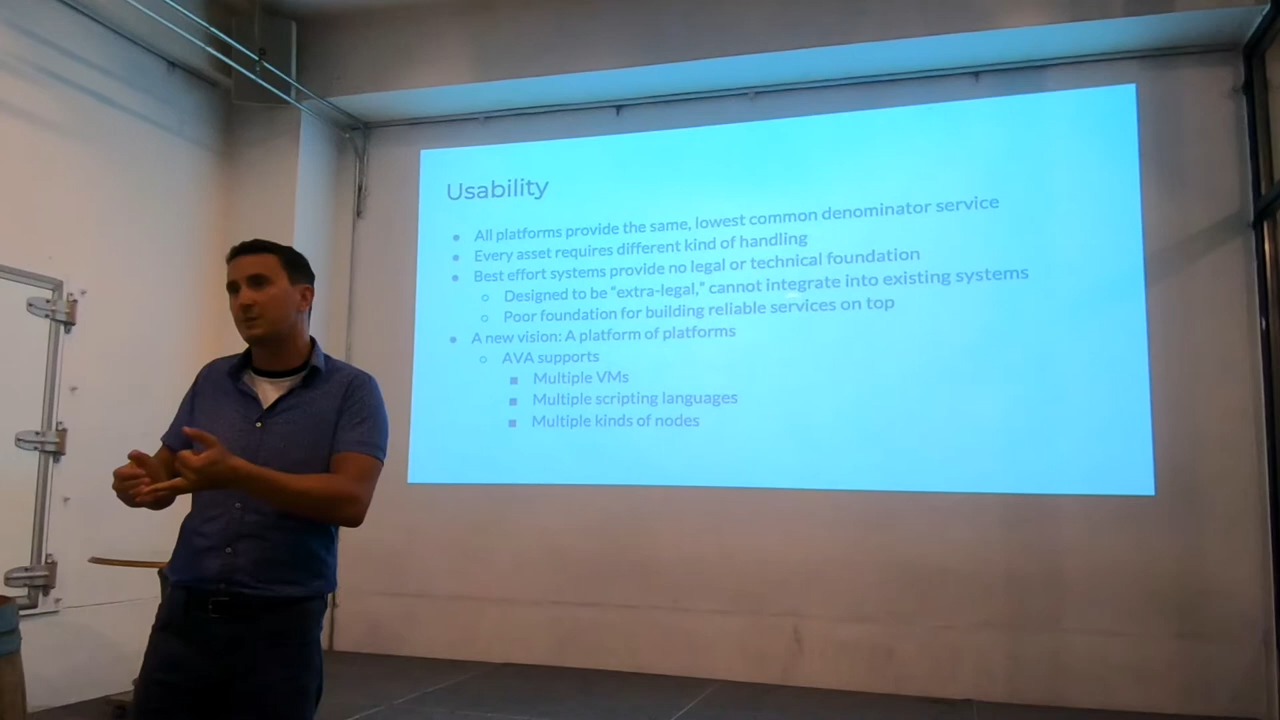 Usability
• All platforms provide the same, lowest common denominator service
• Every asset requires different kind of handling
• Best effort systems provide no legal or technical foundation
○ Designed to be “extra-legal,” cannot integrate into existing systems
○ Poor foundation for building reliable services on top
• A new vision: A platform of platforms
○ AVA supports
■ Multiple VMs
■ Multiple scripting languages
■ Multiple kinds of nodes